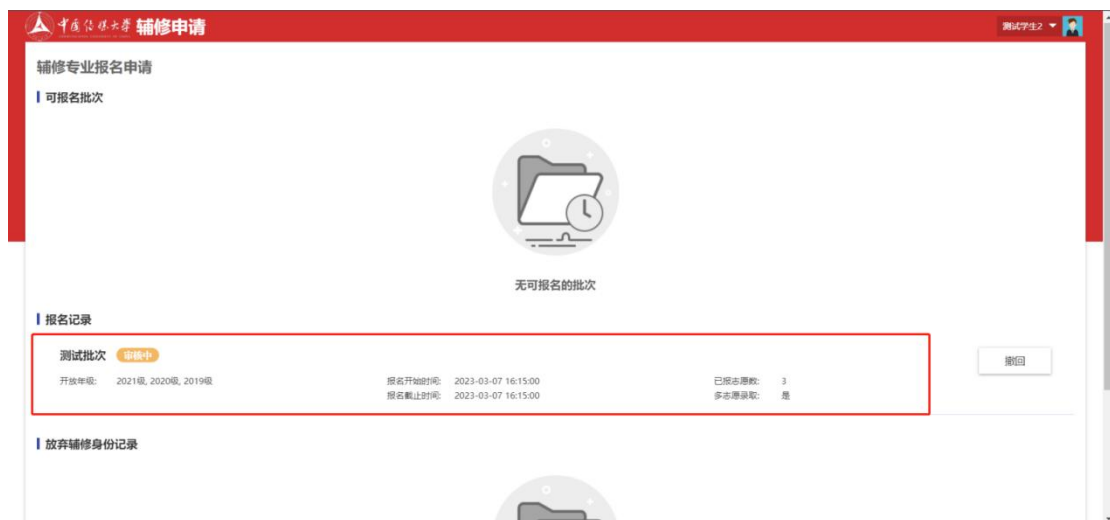 中国传媒大学 辅修申请
测试学生2
辅修专业报名申请
可报名批次
无可报名的批次
报名记录
测试批次 审核中
撤回
开放年级: 2021级, 2020级, 2019级 报名开始时间: 2023-03-07 16:15:00 已报志愿数: 3
报名截止时间: 2023-03-07 16:15:00 多志愿录取: 是
放弃辅修身份记录